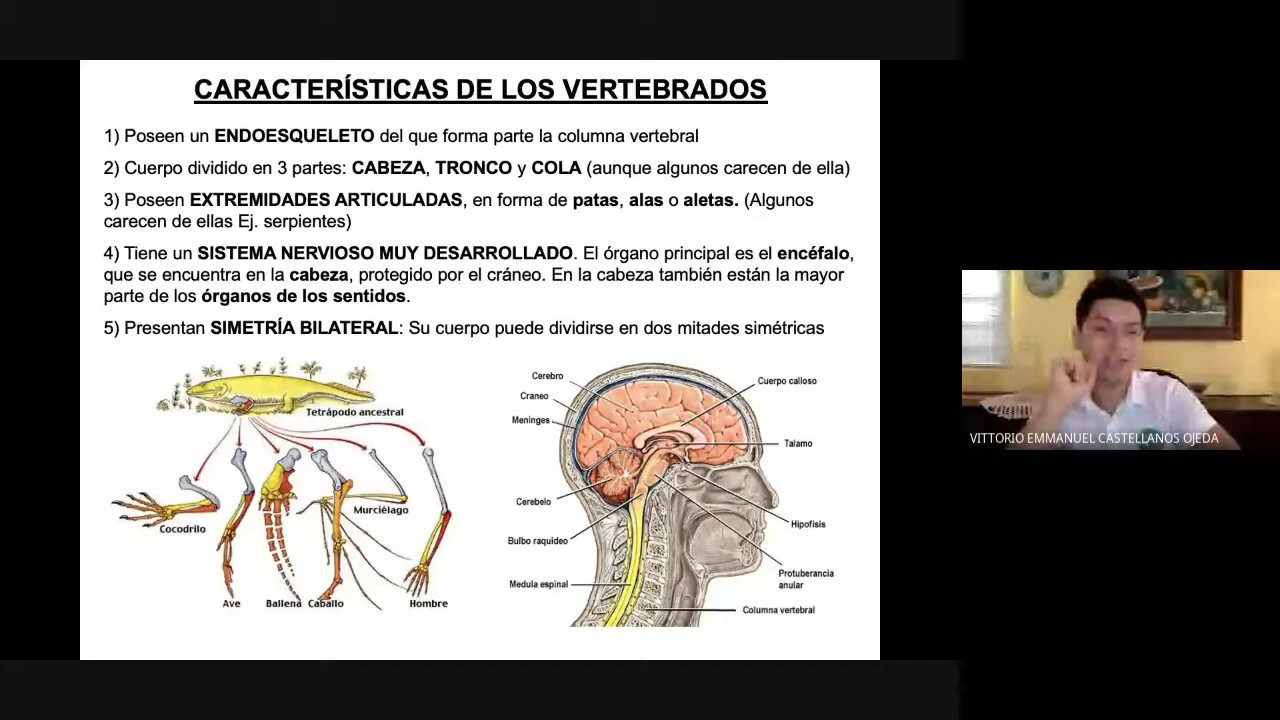 CARACTERÍSTICAS DE LOS VERTEBRADOS
1) Poseen un ENDOESQUELETO del que forma parte la columna vertebral
2) Cuerpo dividido en 3 partes: CABEZA, TRONCO y COLA (aunque algunos carecen de ella)
3) Poseen EXTREMIDADES ARTICULADAS, en forma de patas, alas o aletas. (Algunos
carecen de ellas Ej. serpientes)
4) Tiene un SISTEMA NERVIOSO MUY DESARROLLADO. El órgano principal es el encéfalo,
que se encuentra en la cabeza, protegido por el cráneo. En la cabeza también están la mayor
parte de los órganos de los sentidos.
5) Presentan SIMETRÍA BILATERAL: Su cuerpo puede dividirse en dos mitades simétricas
Tetrápodo ancestral
Cocodrilo
Murciélago
Ave
Ballena
Caballo
Hombre
Cerebro
Craneo
Meninges
Cerebelo
Bulbo raquideo
Medula espinal
Cuerpo calloso
Talamo
Hipofisis
Protuberancia
anular
Columna vertebral
VITTORIO EMMANUEL CASTELLANOS OJEDA